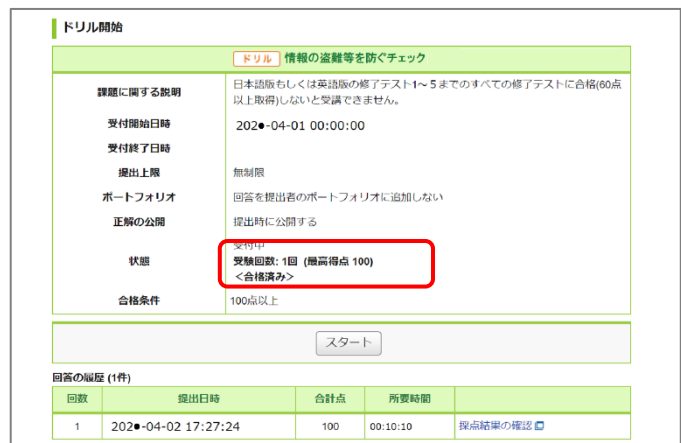 ドリル開始
ドリル 情報の盗難等を防ぐチェック
課題に関する説明
日本語版もしくは英語版の修了テスト1～5までのすべての修了テストに合格(60点
以上取得)しないと受講できません。
受付開始日時
202●-04-01 00:00:00
受付終了日時
提出上限
無制限
ポートフォリオ
回答を提出者のポートフォリオに追加しない
正解の公開
提出時に公開する
状態
受付中
受験回数: 1回 (最高得点 100)
＜合格済み＞
合格条件
100点以上
スタート
回答の履歴 (1件)
回数 提出日時 合計点 所要時間
1 202●-04-02 17:27:24 100 00:10:10 採点結果の確認